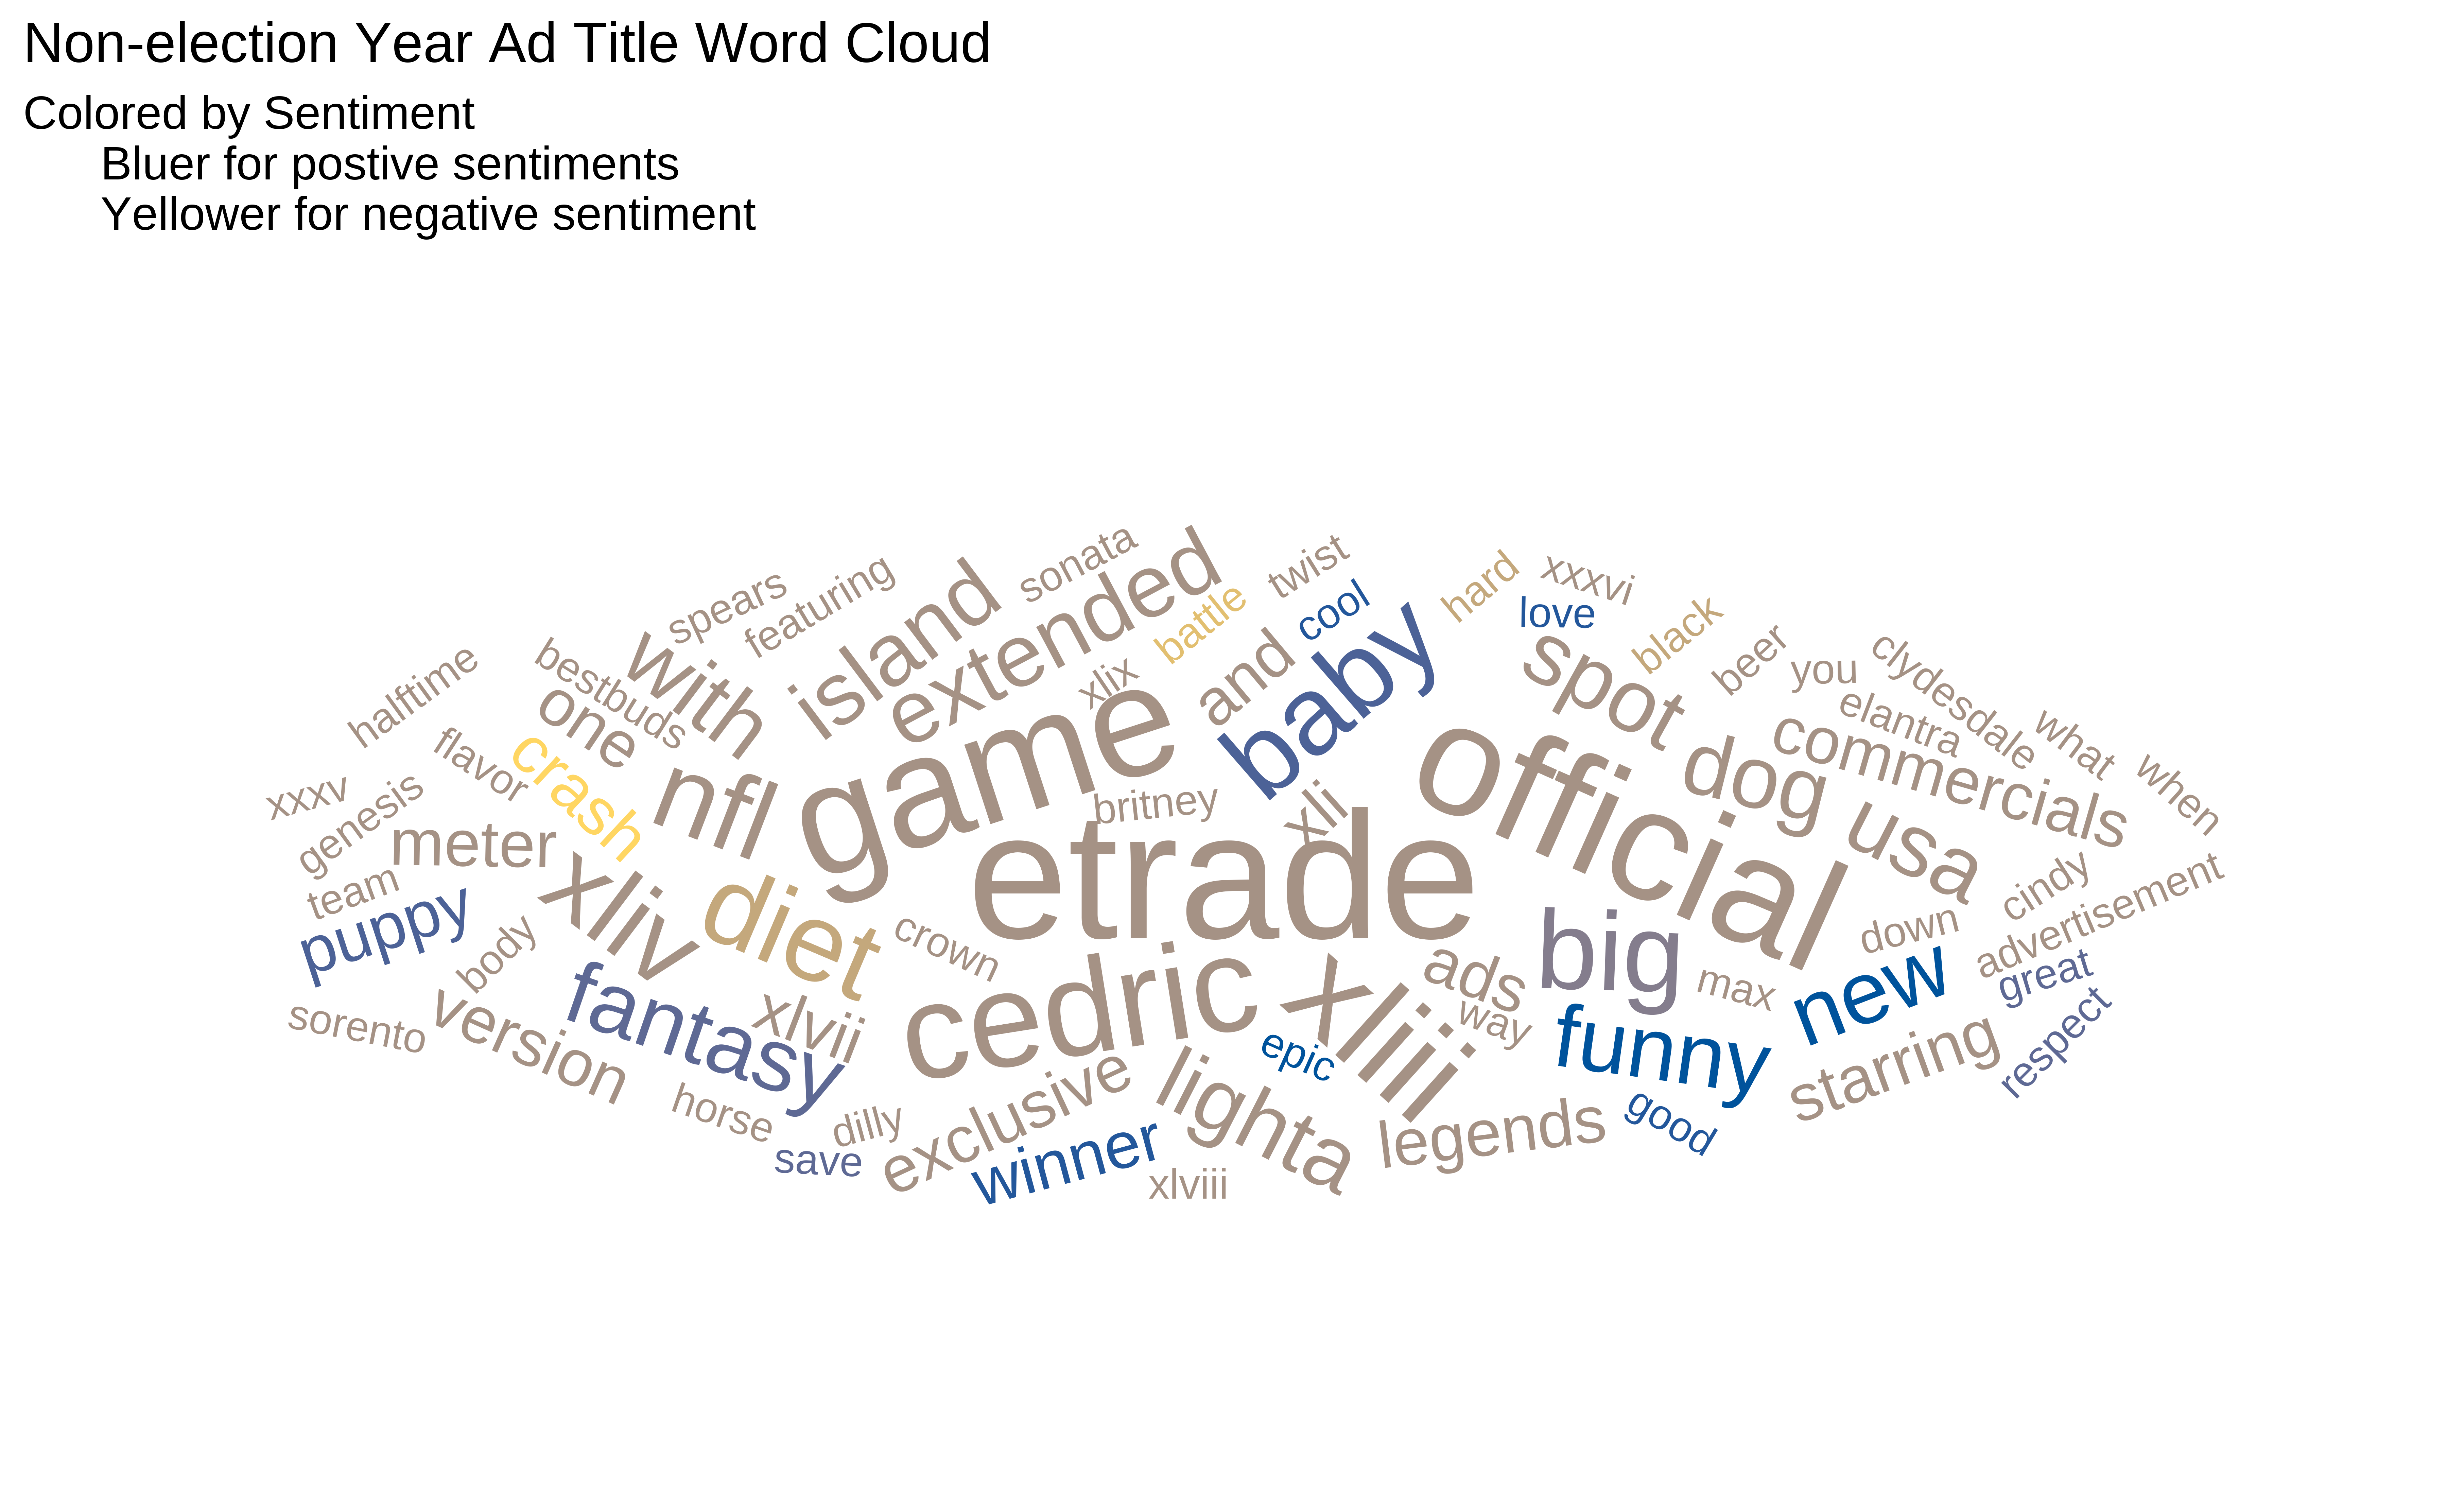 Non-election Year Ad Title Word Cloud
Colored by Sentiment
Bluer for postive sentiments
Yellower for negative sentiment
sonata
extended
island
featuring
spears
with
bestbuds
one
halftime
flavor
crash
xxxv
genesis
meter
team
puppy
body
sorento
version
xliv
nfl
game
diet
fantasy
xlvii
horse
dilly
save
exclusive
winner
xlviii
crown
cedric
etrade
britney
xlix
battle
twist
cool
and
baby
xlii
hard
xxxvi
love
black
spot
beer
you
clydesdale
elantra
what
when
commercials
dog
usa
official
cindy
advertisement
down
great
respect
new
starring
max
big
ads
way
funny
good
xliii
epic
lighta
legends